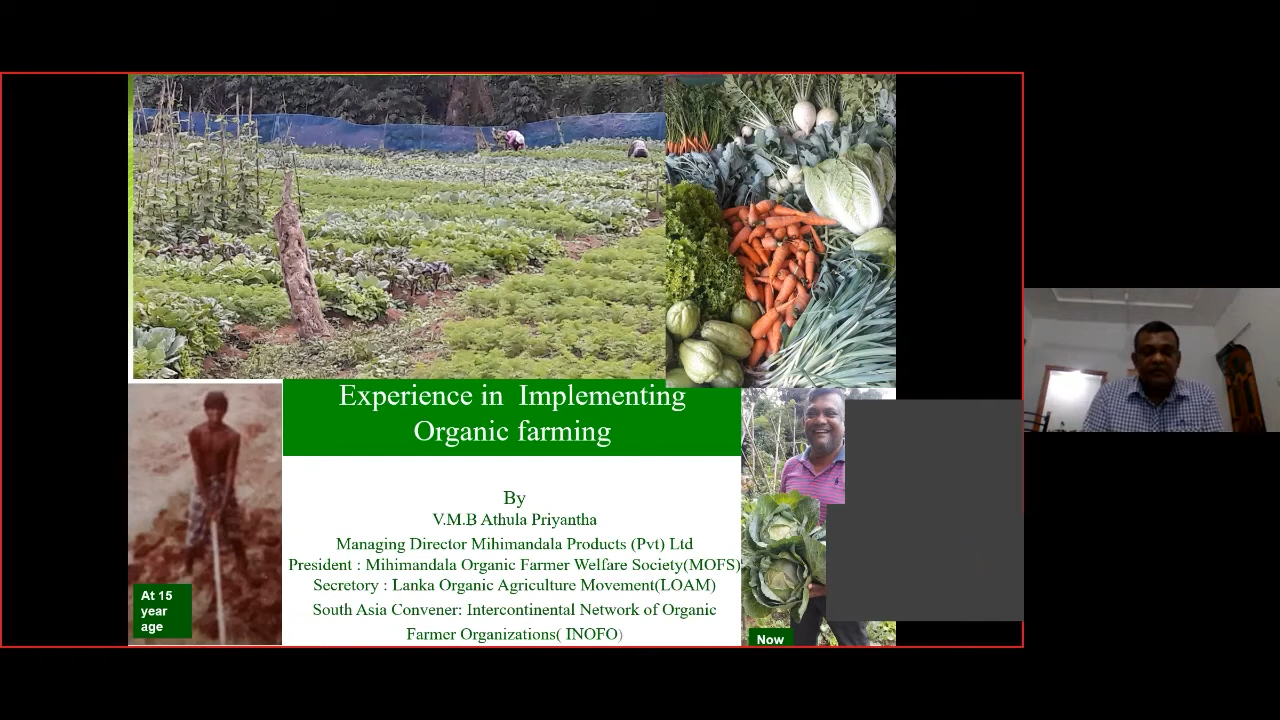 Experience in Implementing
Organic farming
By
V.M.B Athula Priyantha
Managing Director Mihimandala Products (Pvt) Ltd
President : Mihimandala Organic Farmer Welfare Society(MOFS)
Secretary : Lanka Organic Agriculture Movement(LOAM)
South Asia Convener: Intercontinental Network of Organic
Farmer Organizations( INOFO)
At 15
year
age
Now